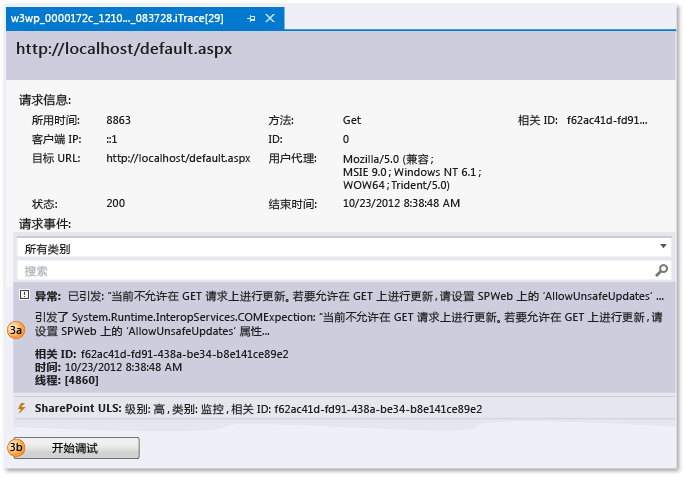 w3wp_0000172c_1210..._083728.iTrace[29]
http://localhost/default.aspx
请求信息:
所用时间: 8863 方法: Get 相关 ID: f62ac41d-fd91...
客户端 IP: ::1 ID: 0
目标 URL: http://localhost/default.aspx 用户代理: Mozilla/5.0 (兼容;
MSIE 9.0; Windows NT 6.1;
WOW64; Trident/5.0)
状态: 200 结束时间: 10/23/2012 8:38:48 AM
请求事件:
所有类别
搜索
异常: 已引发: "当前不允许在 GET 请求上进行更新。若要允许在 GET 上进行更新,请设置 SPWeb 上的 'AllowUnsafeUpdates' ...
引发了 System.Runtime.InteropServices.COMExpection: "当前不允许在 GET 请求上进行更新。若要允许在 GET 上进行更新,请
3a 设置 SPWeb 上的 'AllowUnsafeUpdates' 属性...
相关 ID: f62ac41d-fd91-438a-be34-b8e141ce89e2
时间: 10/23/2012 8:38:48 AM
线程: [4860]
SharePoint ULS: 级别: 高, 类别: 监控, 相关 ID: f62ac41d-fd91-438a-be34-b8e141ce89e2
3b 开始调试